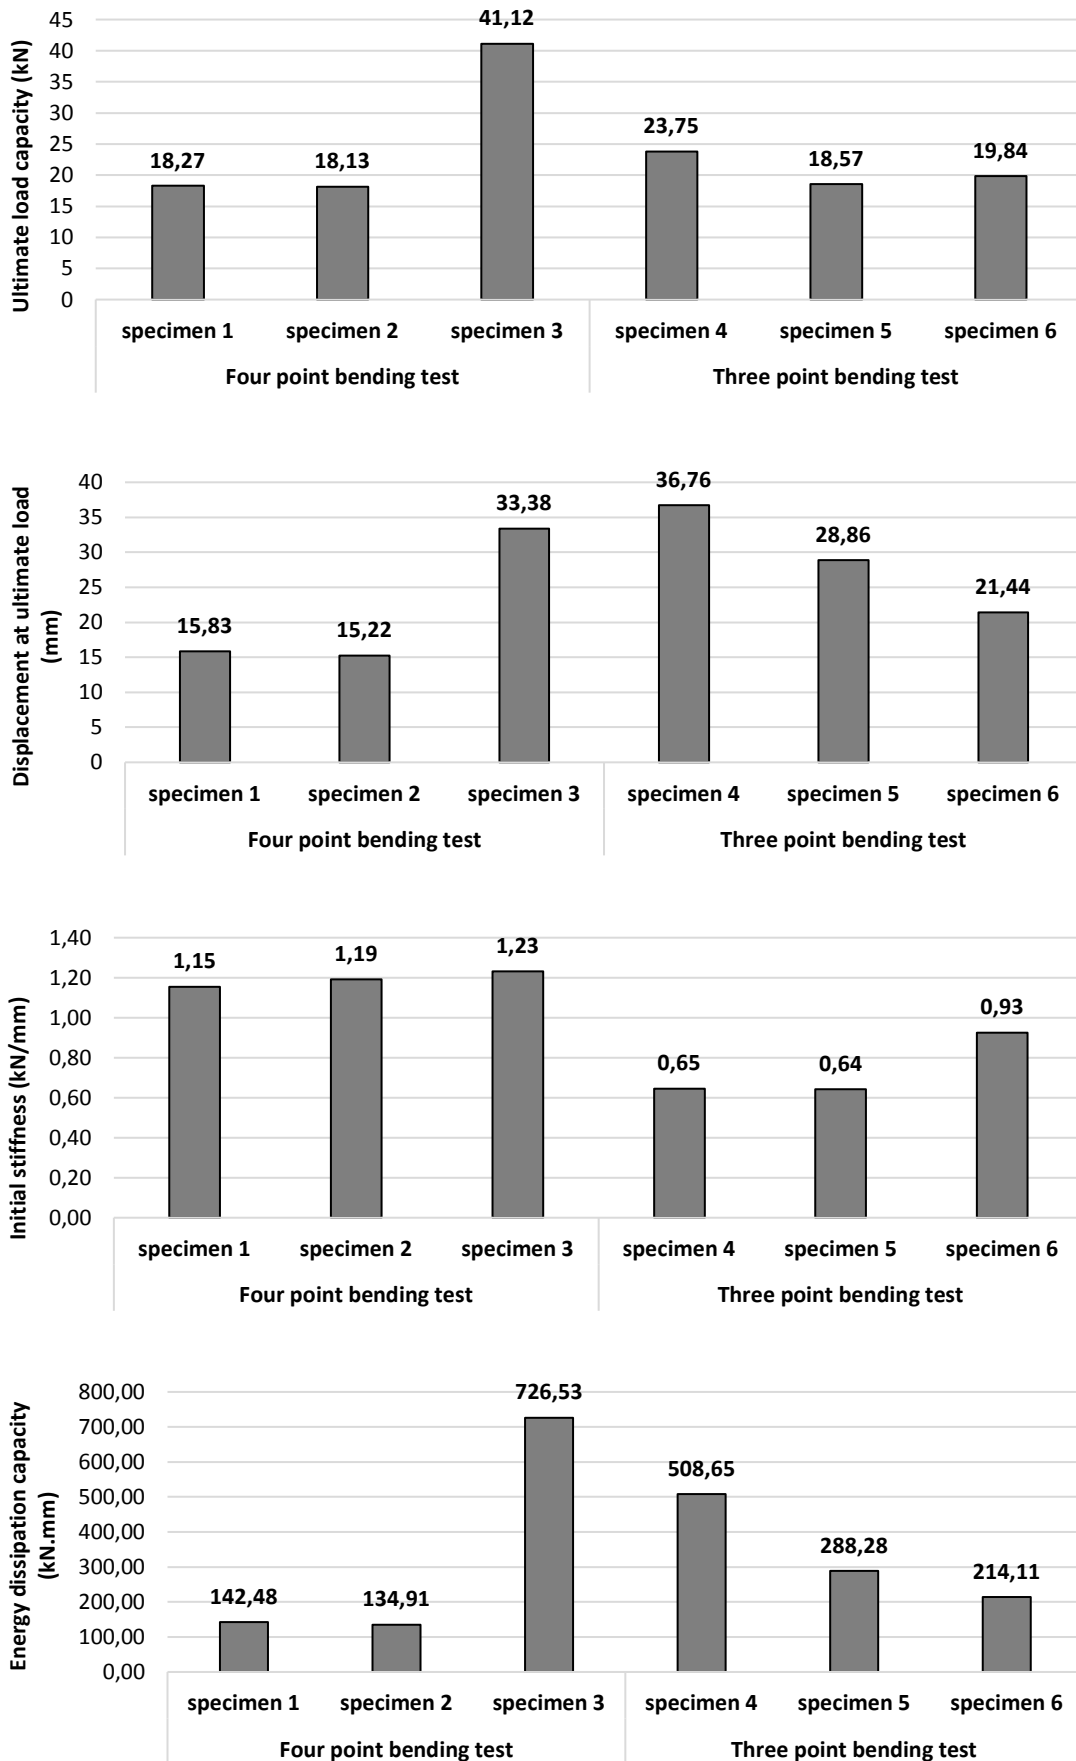 Ultimate load capacity (kN)
45
40
35
30
25
20
15
10
5
0
18,27
18,13
41,12
23,75
18,57
19,84
specimen 1
specimen 2
specimen 3
specimen 4
specimen 5
specimen 6
Four point bending test
Three point bending test
Displacement at ultimate load
(mm)
40
35
30
25
20
15
10
5
0
15,83
15,22
33,38
36,76
28,86
21,44
specimen 1
specimen 2
specimen 3
specimen 4
specimen 5
specimen 6
Four point bending test
Three point bending test
Initial stiffness (kN/mm)
1,40
1,20
1,00
0,80
0,60
0,40
0,20
0,00
1,15
1,19
1,23
0,65
0,64
0,93
specimen 1
specimen 2
specimen 3
specimen 4
specimen 5
specimen 6
Four point bending test
Three point bending test
Energy dissipation capacity
(kN.mm)
800,00
700,00
600,00
500,00
400,00
300,00
200,00
100,00
0,00
142,48
134,91
726,53
508,65
288,28
214,11
specimen 1
specimen 2
specimen 3
specimen 4
specimen 5
specimen 6
Four point bending test
Three point bending test